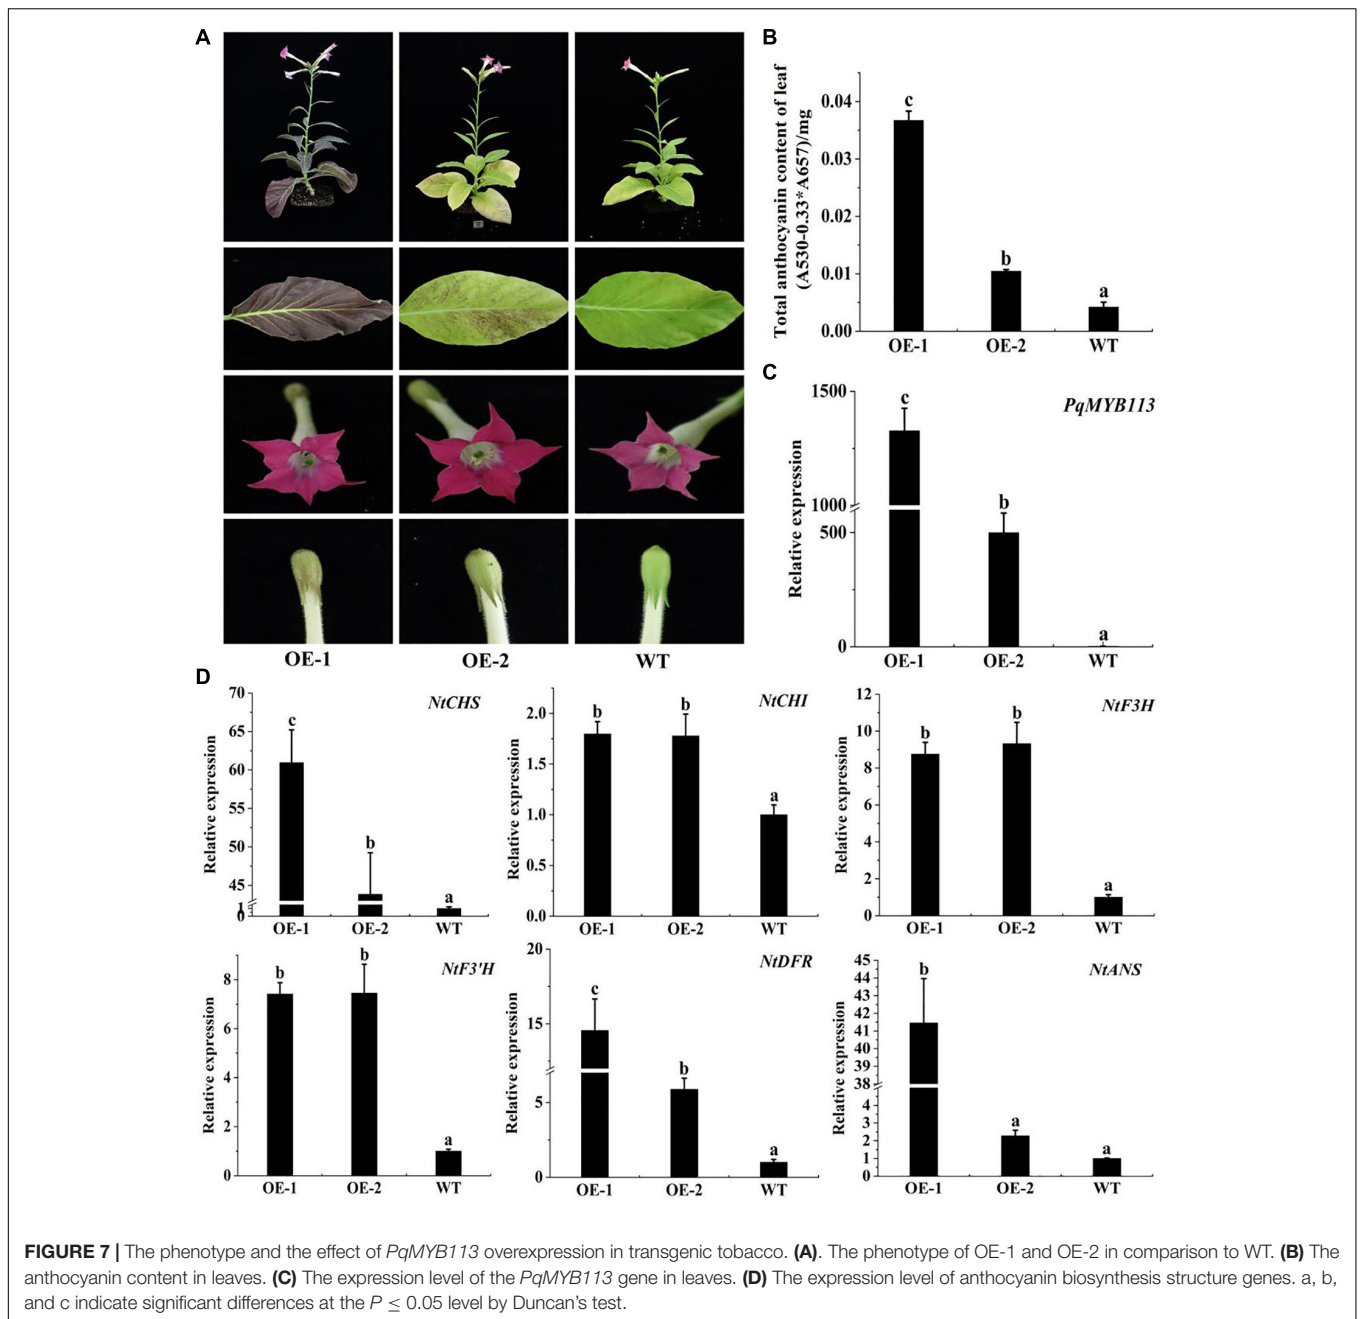 A
OE-1 OE-2 WT
B
Total anthocyanin content of leaf
(A530-0.33*A657)/mg
0.04
0.03
0.02
0.01
0.00
c
b
a
OE-1 OE-2 WT
C
PqMYB113
Relative expression
1500
1000
500
0
c
b
a
OE-1 OE-2 WT
D
NtCHS
Relative expression
70
65
60
55
50
45
1
0
c
b
a
OE-1 OE-2 WT
NtCHI
Relative expression
2.0
1.5
1.0
0.5
0.0
b
b
a
OE-1 OE-2 WT
NtF3H
Relative expression
12
10
8
6
4
2
0
b
b
a
OE-1 OE-2 WT
NtF3'H
Relative expression
8
6
4
2
0
b
b
a
OE-1 OE-2 WT
NtDFR
Relative expression
20
15
5
0
c
b
a
OE-1 OE-2 WT
NtANS
Relative expression
45
44
43
42
41
40
39
38
4
3
2
1
0
b
a
a
OE-1 OE-2 WT
FIGURE 7 | The phenotype and the effect of PqMYB113 overexpression in transgenic tobacco. (A). The phenotype of OE-1 and OE-2 in comparison to WT. (B) The
anthocyanin content in leaves. (C) The expression level of the PqMYB113 gene in leaves. (D) The expression level of anthocyanin biosynthesis structure genes. a, b,
and c indicate significant differences at the P ≤ 0.05 level by Duncan's test.